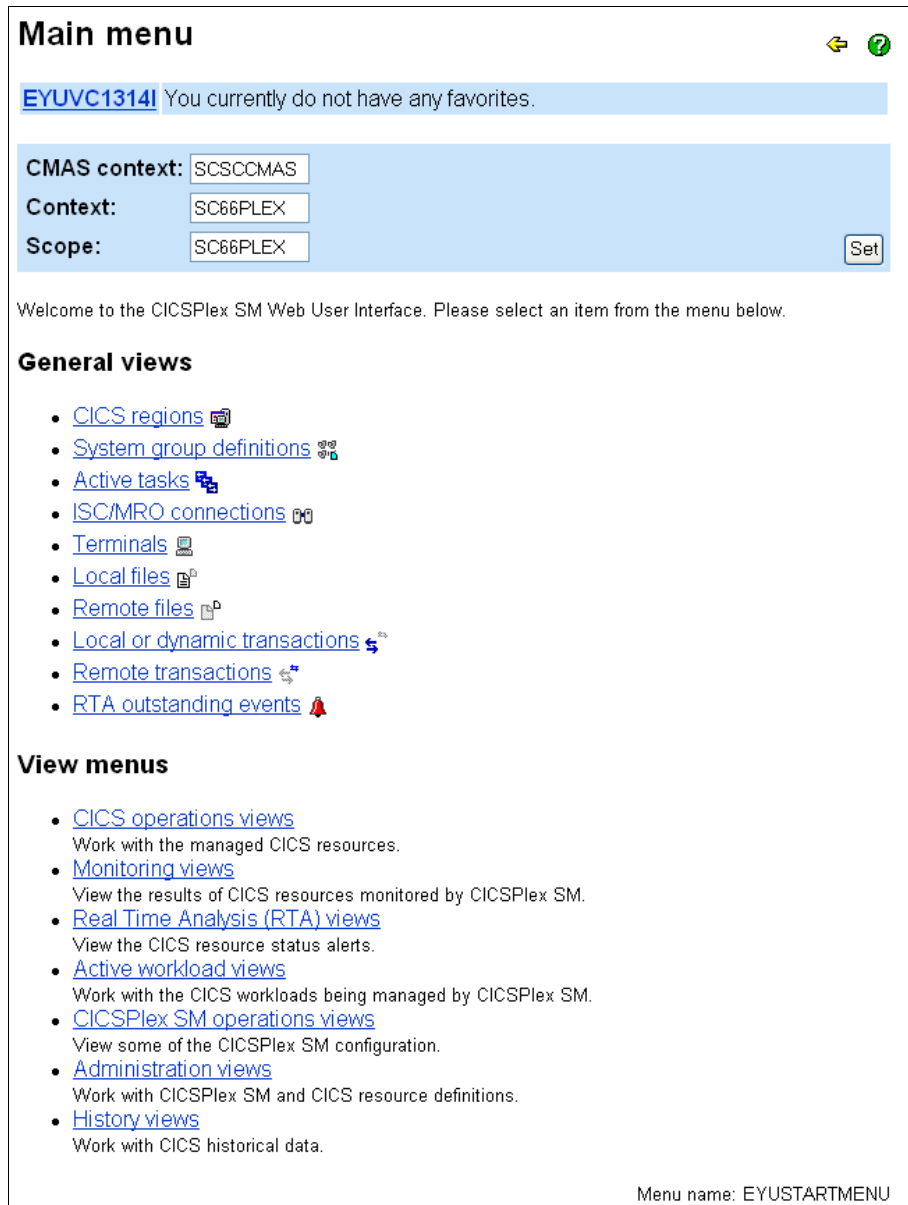 Main menu
EYUVC1314I You currently do not have any favorites.
CMAS context: SCSCCMAS
Context: SC66PLEX
Scope: SC66PLEX
Set
Welcome to the CICSPlex SM Web User Interface. Please select an item from the menu below.
General views
CICS regions
System group definitions
Active tasks
ISC/MRO connections
Terminals
Local files
Remote files
Local or dynamic transactions
Remote transactions
RTA outstanding events
View menus
CICS operations views
Work with the managed CICS resources.
Monitoring views
View the results of CICS resources monitored by CICSPlex SM.
Real Time Analysis (RTA) views
View the CICS resource status alerts.
Active workload views
Work with the CICS workloads being managed by CICSPlex SM.
CICSPlex SM operations views
View some of the CICSPlex SM configuration.
Administration views
Work with CICSPlex SM and CICS resource definitions.
History views
Work with CICS historical data.
Menu name: EYUSTARTMENU